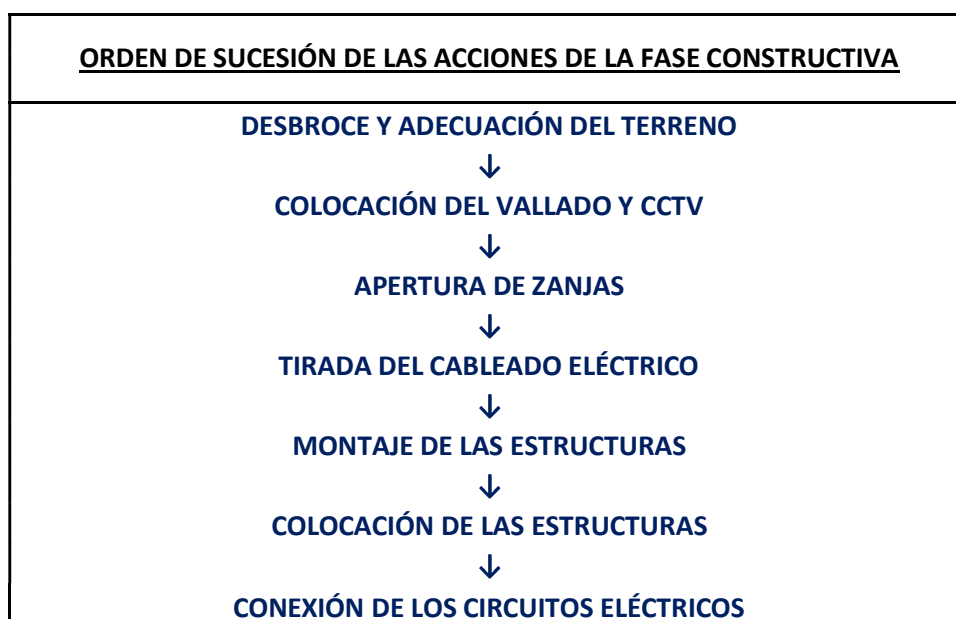 ORDEN DE SUCESIÓN DE LAS ACCIONES DE LA FASE CONSTRUCTIVA
DESBROCE Y ADECUACIÓN DEL TERRENO
↓
COLOCACIÓN DEL VALLADO Y CCTV
↓
APERTURA DE ZANJAS
↓
TIRADA DEL CABLEADO ELÉCTRICO
↓
MONTAJE DE LAS ESTRUCTURAS
↓
COLOCACIÓN DE LAS ESTRUCTURAS
↓
CONEXIÓN DE LOS CIRCUITOS ELÉCTRICOS